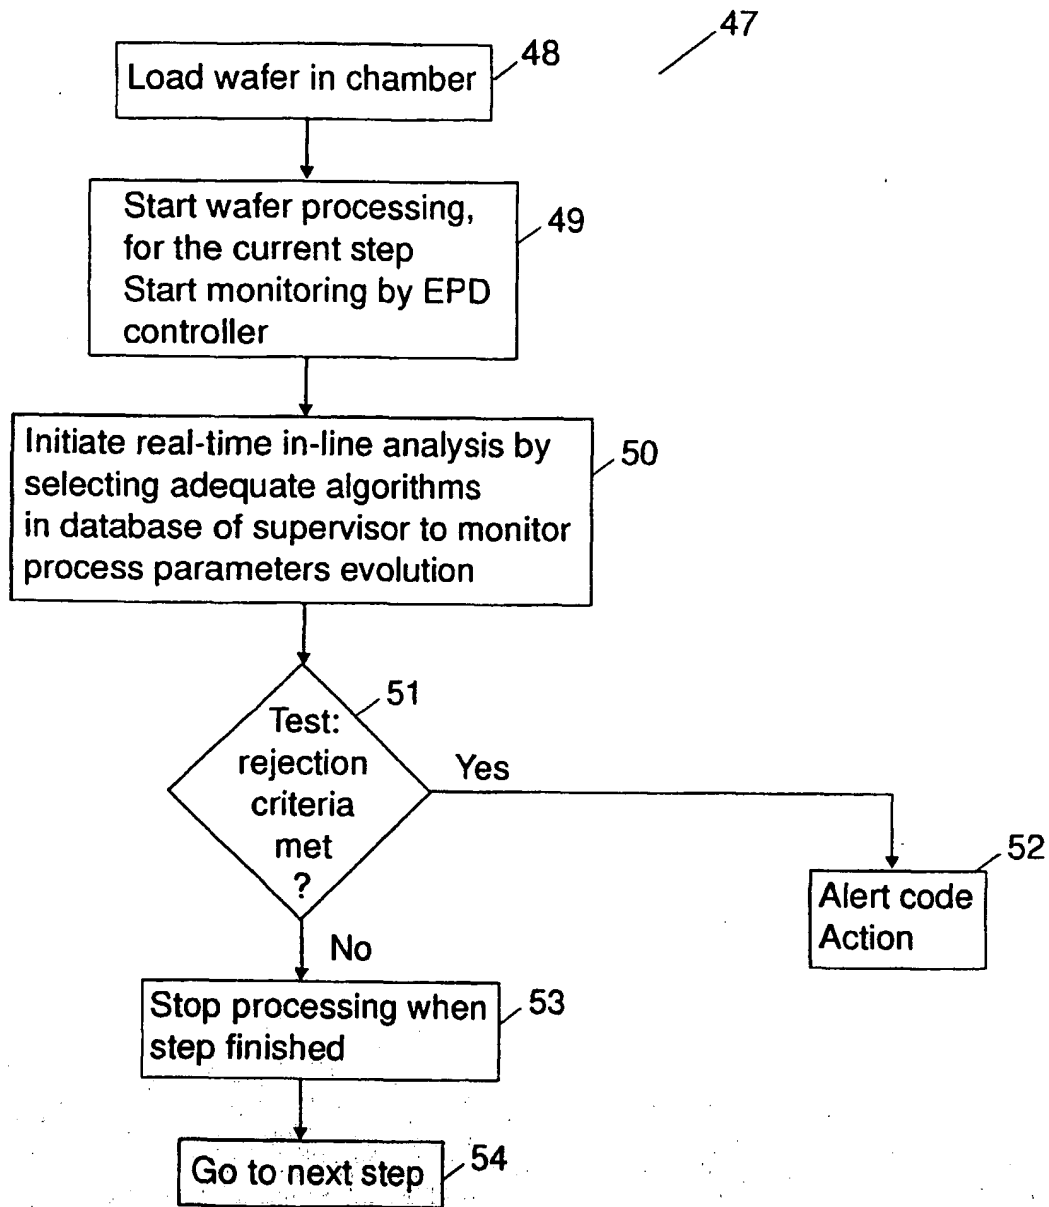 47
Load wafer in chamber
48
Start wafer processing,
for the current step
Start monitoring by EPD
controller
49
Initiate real-time in-line analysis by
selecting adequate algorithms
in database of supervisor to monitor
process parameters evolution
50
51
Test:
rejection
criteria
met
?
Yes
52
Alert code
Action
No
Stop processing when
step finished
53
Go to next step
54